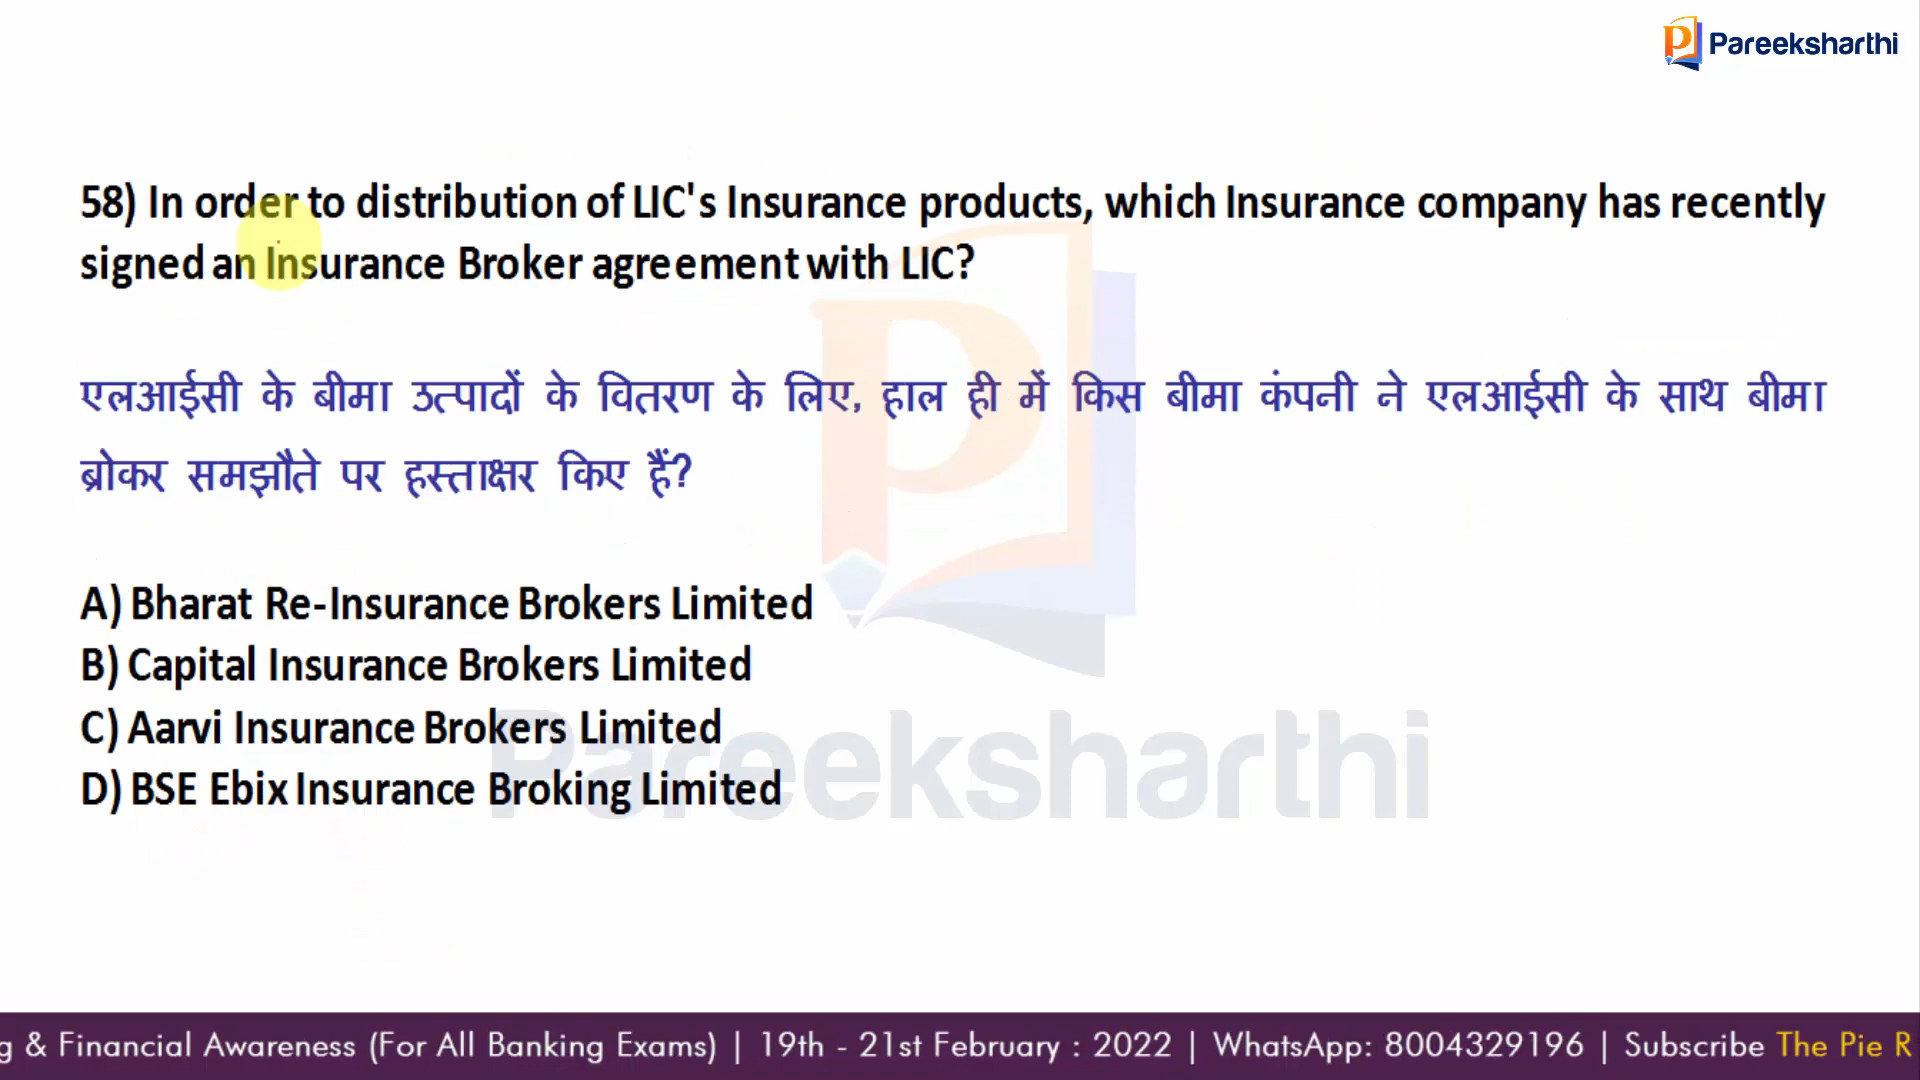 Pareeksharthi
58) In order to distribution of LIC's Insurance products, which Insurance company has recently
signed an Insurance Broker agreement with LIC?
एलआईसी के बीमा उत्पादों के वितरण के लिए, हाल ही में किस बीमा कंपनी ने एलआईसी के साथ बीमा
ब्रोकर समझौते पर हस्ताक्षर किए हैं?
A) Bharat Re-Insurance Brokers Limited
B) Capital Insurance Brokers Limited
C) Aarvi Insurance Brokers Limited
D) BSE Ebix Insurance Broking Limited
Pareeksharthi
g & Financial Awareness (For All Banking Exams) | 19th - 21st February : 2022 | WhatsApp: 8004329196 | Subscribe The Pie R